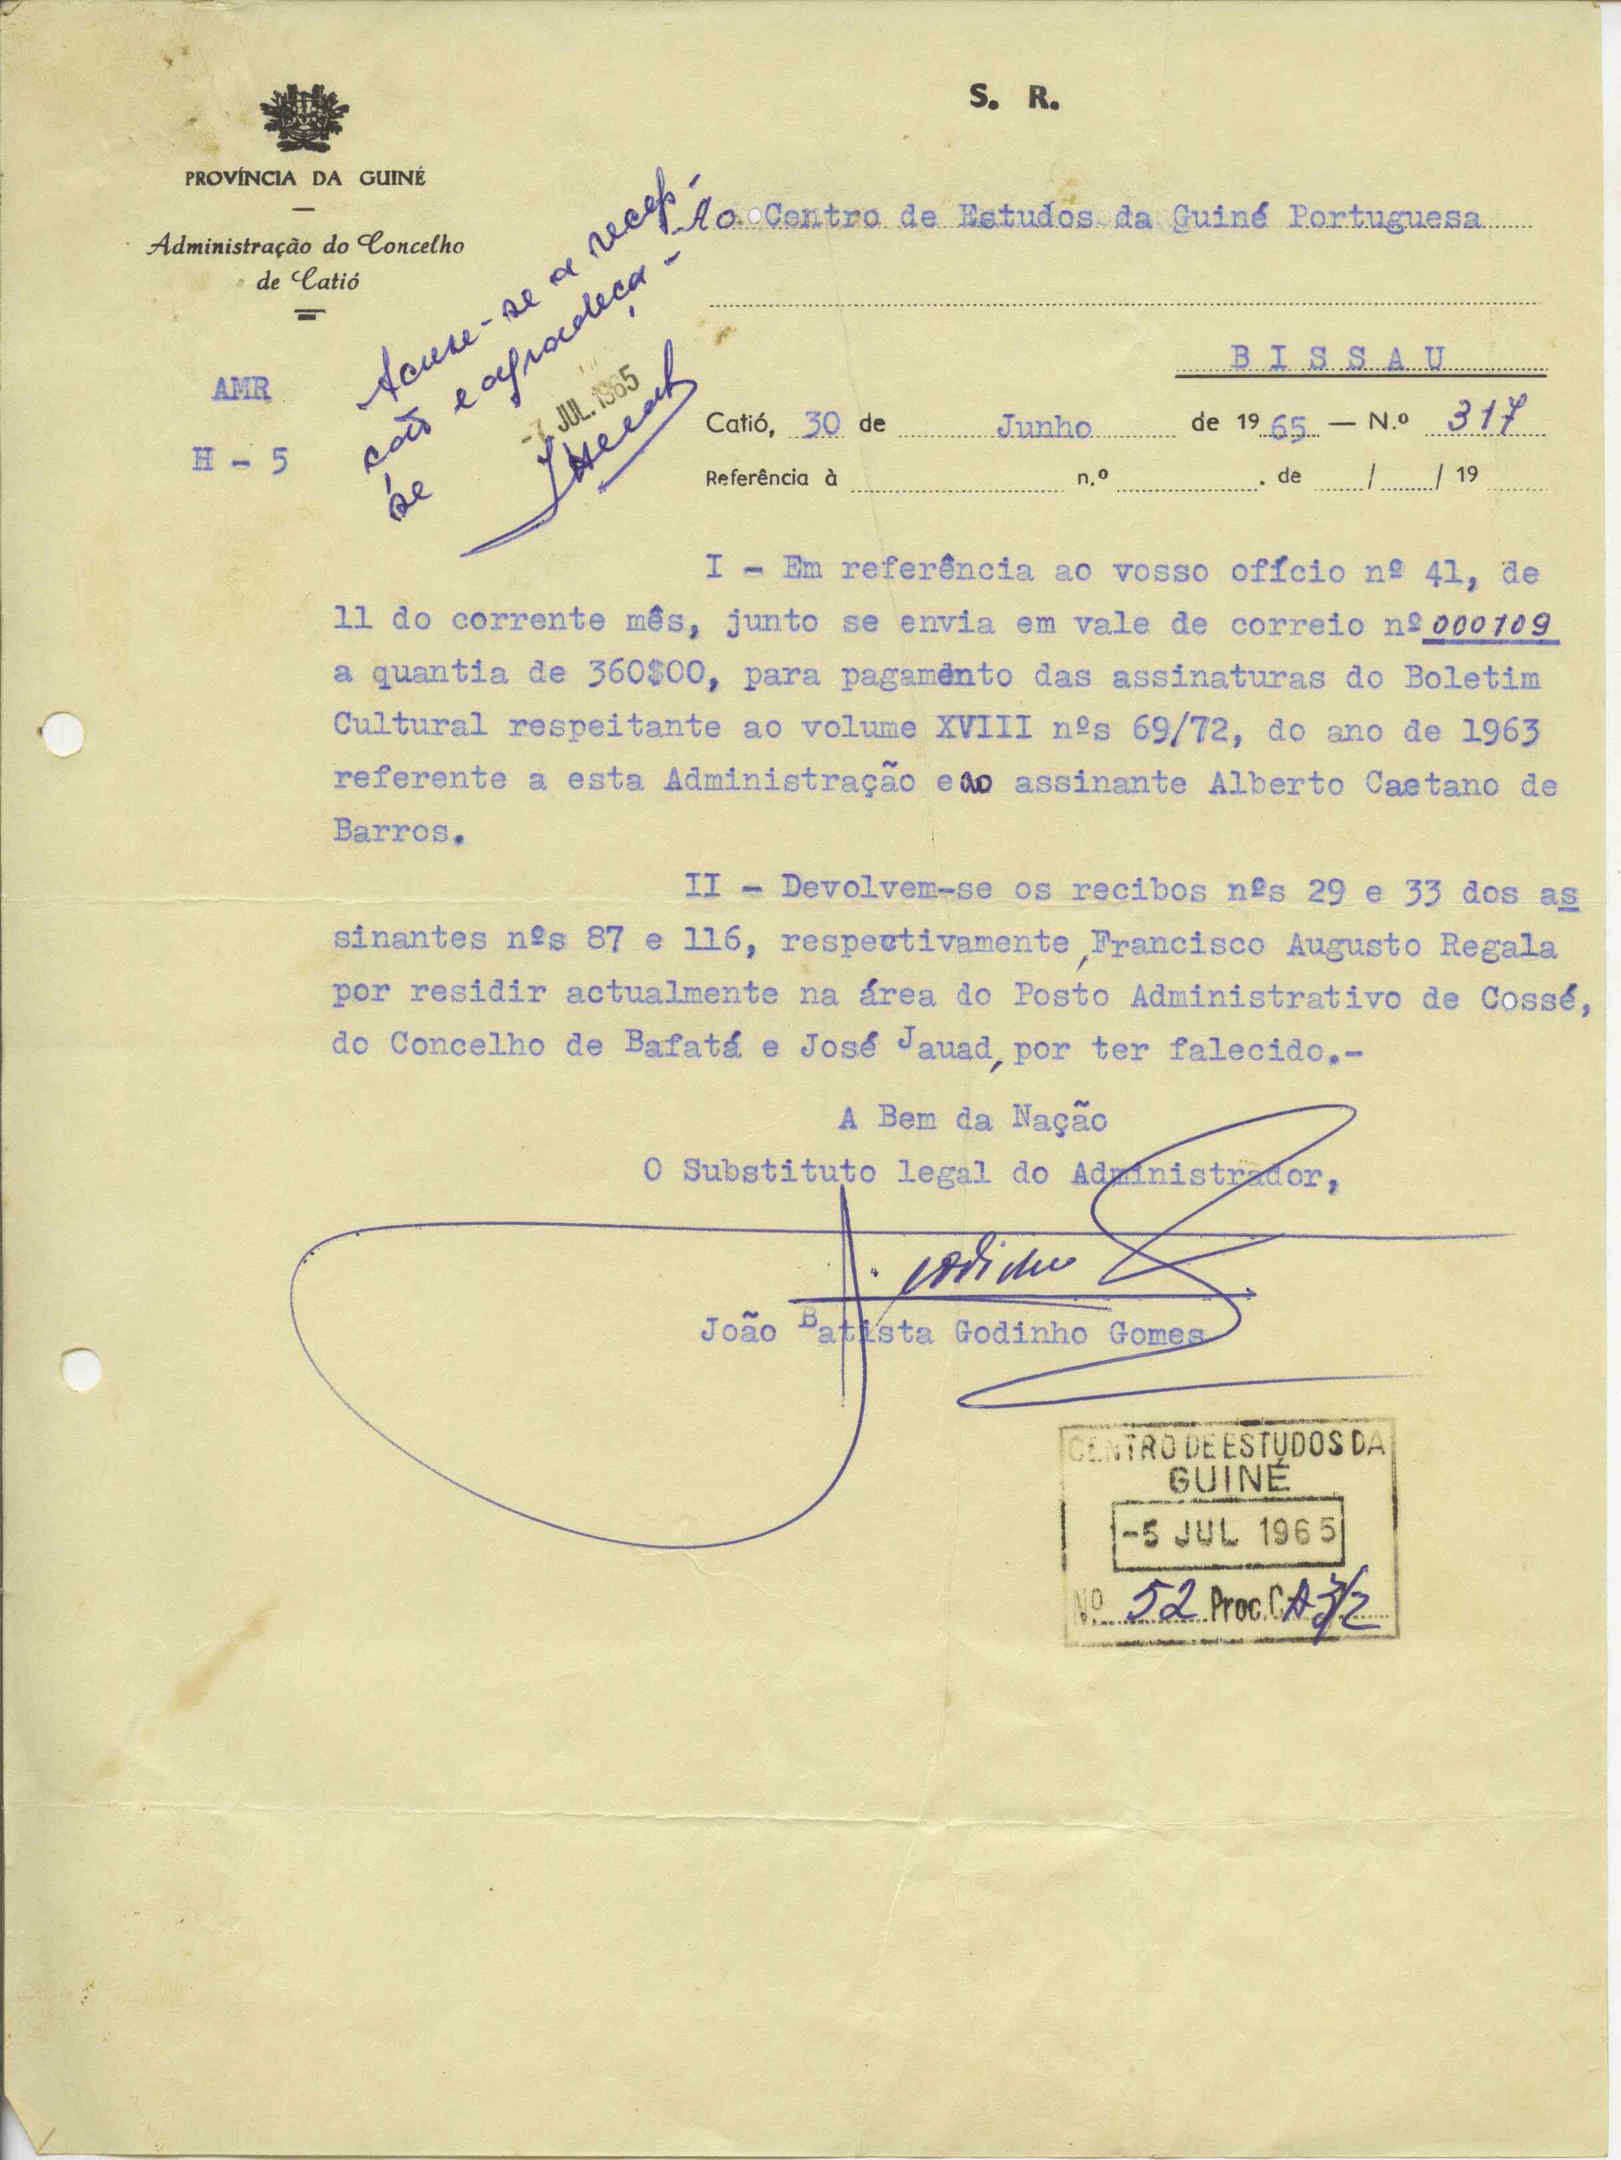 S. R.
PROVÍNCIA DA GUINÉ
Administração do Concelho
de Catió
AMR
H - 5
Acuse-se a recep-
ção e agradeça-
se
-7 JUL. 1965
Ao Centro de Estudos da Guiné Portuguesa
BISSAU
Catió, 30 de Junho de 1965 — N.º 317
Referência à n.º . de / / 19
I - Em referência ao vosso ofício nº 41, de
11 do corrente mês, junto se envia em vale de correio nº 000109
a quantia de 360$00, para pagamento das assinaturas do Boletim
Cultural respeitante ao volume XVIII nºs 69/72, do ano de 1963
referente a esta Administração e ao assinante Alberto Caetano de
Barros.
II - Devolvem-se os recibos nºs 29 e 33 dos as
sinantes nºs 87 e 116, respectivamente, Francisco Augusto Regala
por residir actualmente na área do Posto Administrativo de Cossé,
do Concelho de Bafatá e José Jauad, por ter falecido.-
A Bem da Nação
O Substituto legal do Administrador,
J. Godinho
João Batista Godinho Gomes
CENTRO DE ESTUDOS DA
GUINÉ
-5 JUL 1965
Nº 52 Proc. C.A 3/2